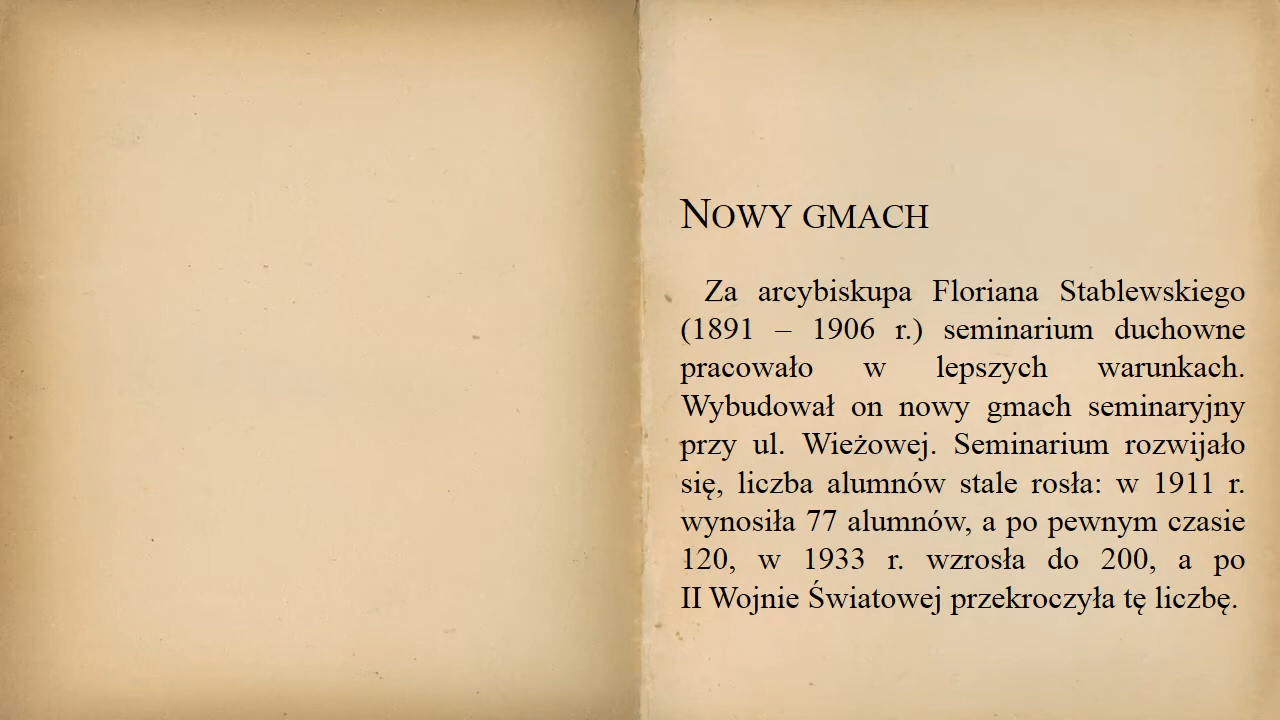 NOWY GMACH
Za arcybiskupa Floriana Stablewskiego
(1891 – 1906 r.) seminarium duchowne
pracowało w lepszych warunkach.
Wybudował on nowy gmach seminaryjny
przy ul. Wieżowej. Seminarium rozwijało
się, liczba alumnów stale rosła: w 1911 r.
wynosiła 77 alumnów, a po pewnym czasie
120, w 1933 r. wzrosła do 200, a po
II Wojnie Światowej przekroczyła tę liczbę.